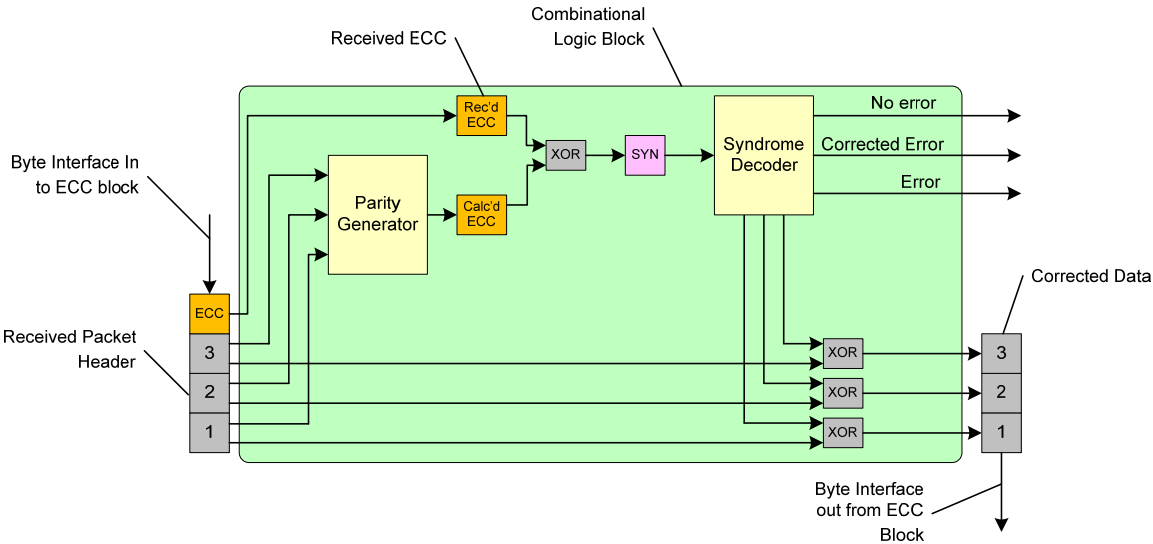 Combinational
Logic Block
Received ECC
Rec'd
ECC
No error
XOR
SYN
Syndrome
Decoder
Corrected Error
Byte Interface In
to ECC block
Error
Parity
Generator
Calc'd
ECC
Corrected Data
ECC
Received Packet
Header
3
2
1
XOR
XOR
XOR
3
2
1
Byte Interface
out from ECC
Block